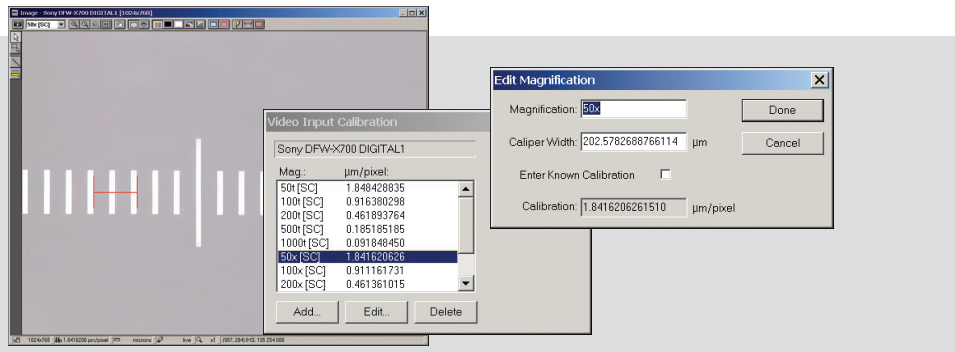 Image - Sony DFW-X700 DIGITAL1 [1024x768]
50x [SC]
Video Input Calibration
Sony DFW-X700 DIGITAL1
Mag.: µm/pixel:
50t [SC] 1.848428835
100t [SC] 0.916380298
200t [SC] 0.461893764
500t [SC] 0.185185185
1000t [SC] 0.091848450
50x [SC] 1.841620626
100x [SC] 0.911161731
200x [SC] 0.461361015
Add... Edit... Delete
Edit Magnification
Magnification: 50x
Done
Caliper Width: 202.5782688766114 µm
Cancel
Enter Known Calibration
Calibration: 1.8416206261510 µm/pixel
1024x768 1.8416206 µm/pixel microns live x1